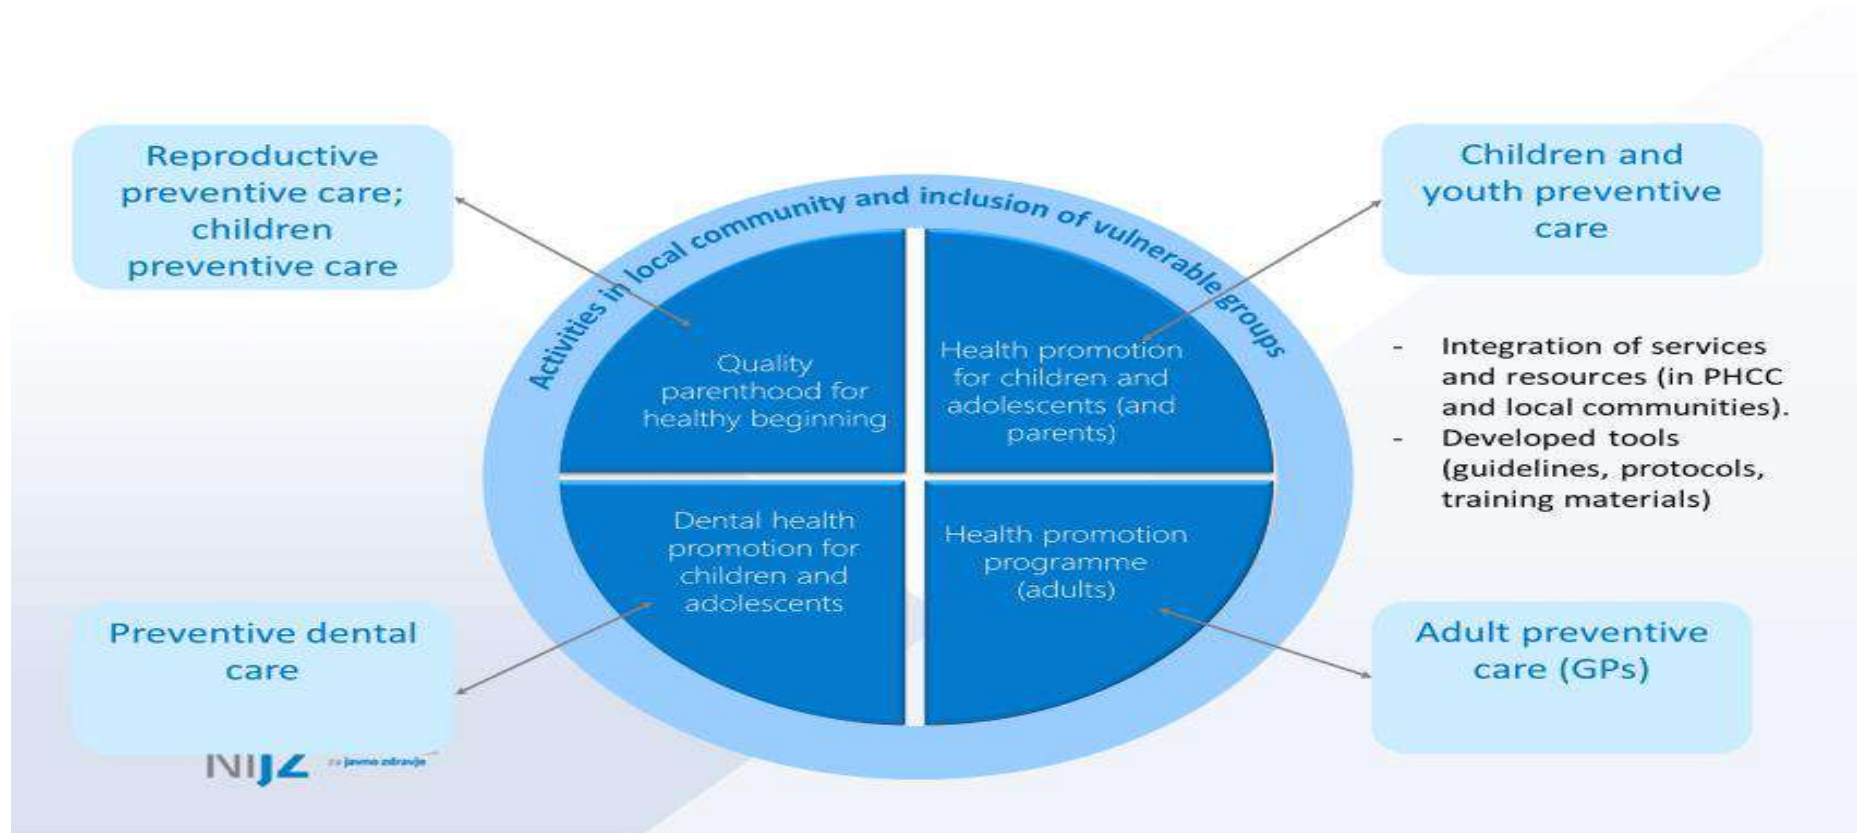 Reproductive
preventive care;
children
preventive care
Children and
youth preventive
care
Activities in local community and inclusion of vulnerable groups
Quality
parenthood for
healthy beginning
Health promotion
for children and
adolescents (and
parents)
Dental health
promotion for
children and
adolescents
Health promotion
programme
(adults)
- Integration of services
and resources (in PHCC
and local communities).
- Developed tools
(guidelines, protocols,
training materials)
Preventive dental
care
Adult preventive
care (GPs)
NIJZ
za javno zdravje